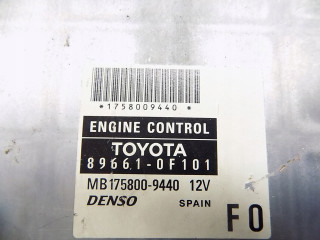 *1758009440*
ENGINE CONTROL
TOYOTA
89661-0F101
MB175800-9440 12V
DENSO SPAIN F0